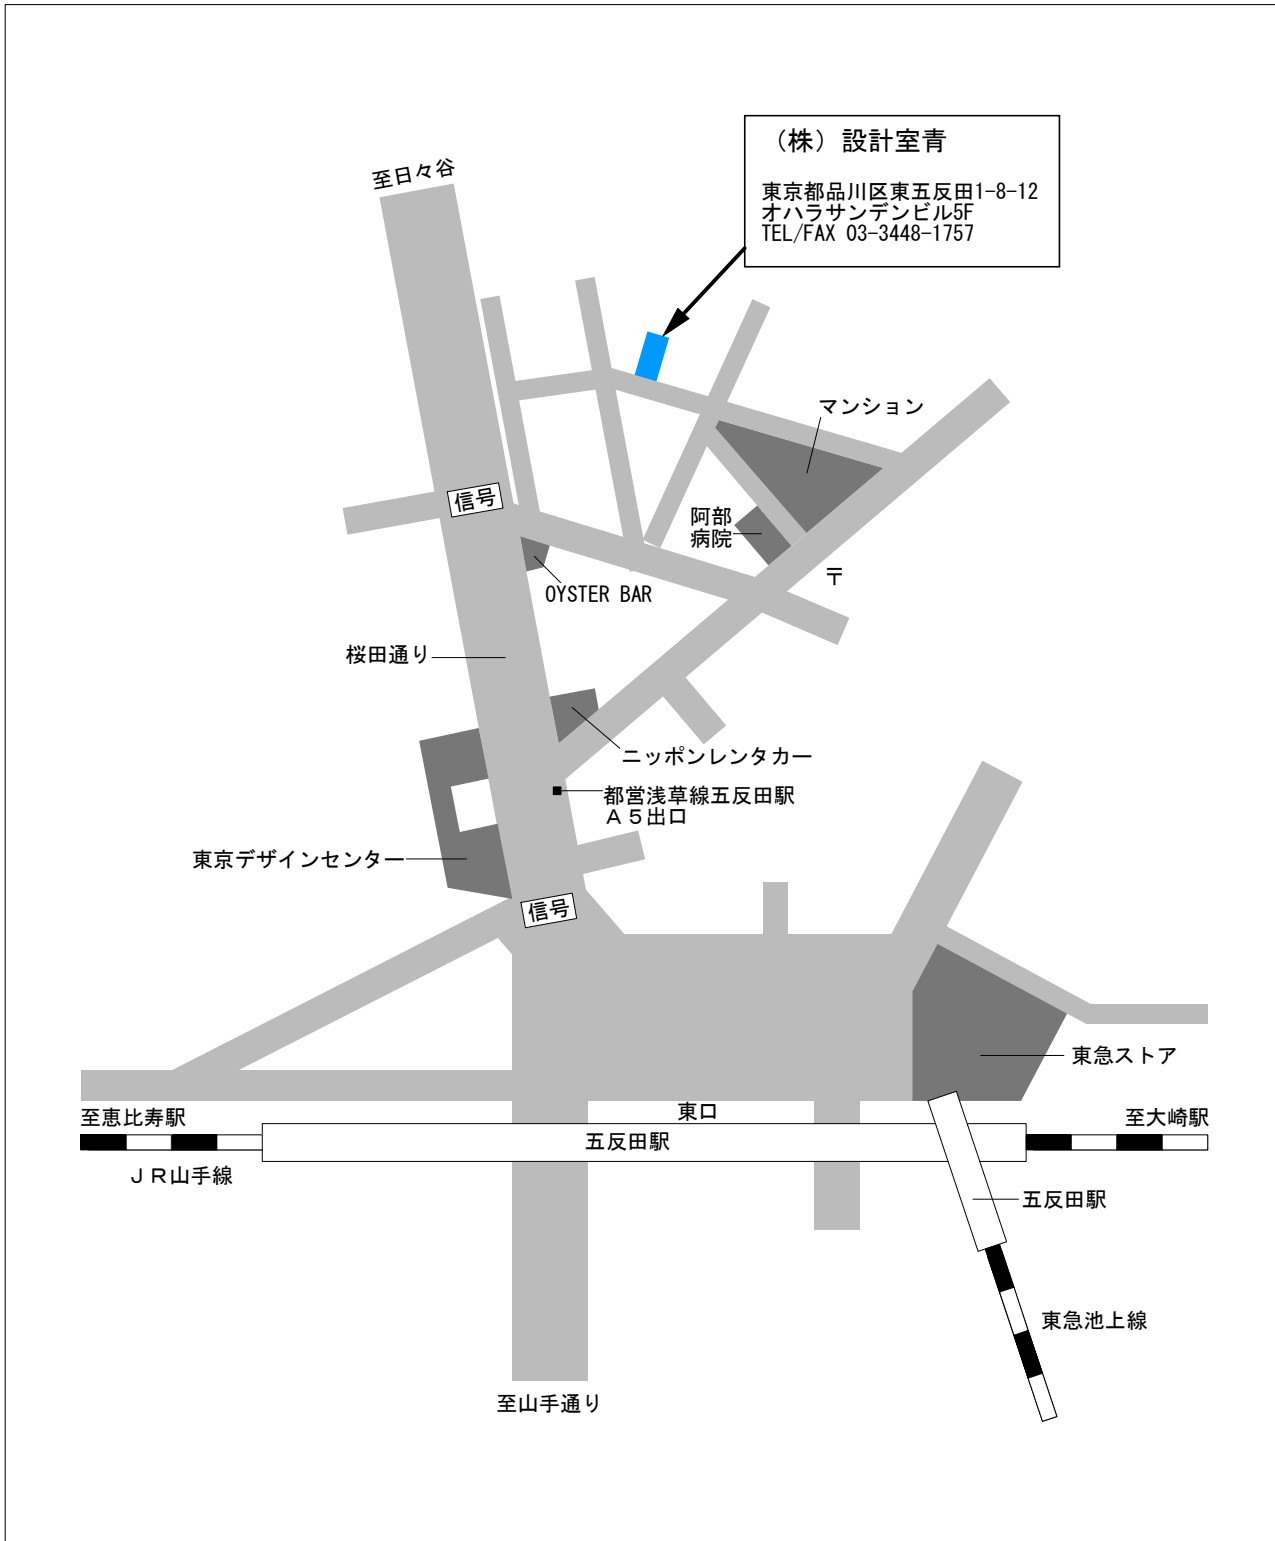 （株）設計室青
東京都品川区東五反田1-8-12
オハラサンデンビル5F
TEL/FAX 03-3448-1757
至日々谷
マンション
信号
阿部
病院
〒
OYSTER BAR
桜田通り
ニッポンレンタカー
都営浅草線五反田駅
Ａ５出口
東京デザインセンター
信号
東急ストア
東口
至恵比寿駅
至大崎駅
五反田駅
ＪＲ山手線
五反田駅
東急池上線
至山手通り